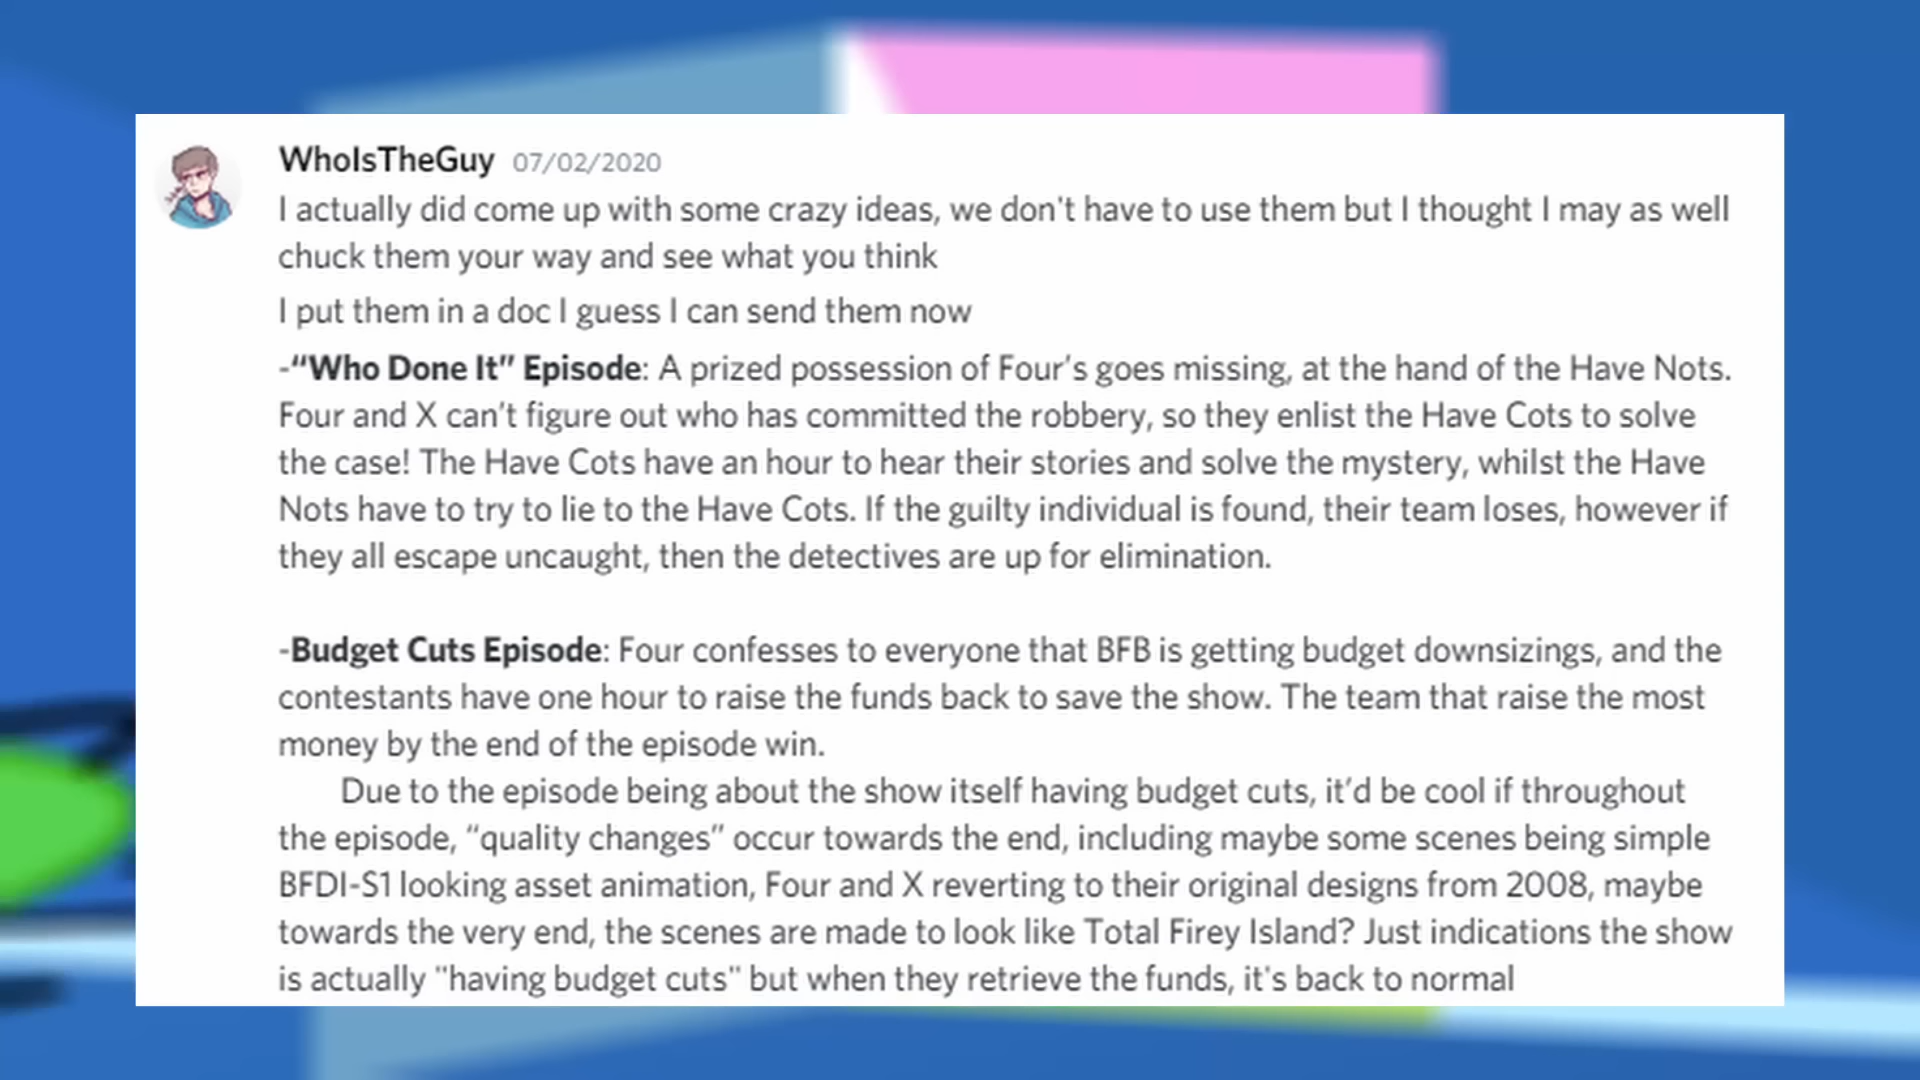 WhoIsTheGuy 07/02/2020
I actually did come up with some crazy ideas, we don't have to use them but I thought I may as well
chuck them your way and see what you think
I put them in a doc I guess I can send them now
-“Who Done It” Episode: A prized possession of Four’s goes missing, at the hand of the Have Nots.
Four and X can’t figure out who has committed the robbery, so they enlist the Have Cots to solve
the case! The Have Cots have an hour to hear their stories and solve the mystery, whilst the Have
Nots have to try to lie to the Have Cots. If the guilty individual is found, their team loses, however if
they all escape uncaught, then the detectives are up for elimination.
-Budget Cuts Episode: Four confesses to everyone that BFB is getting budget downsizings, and the
contestants have one hour to raise the funds back to save the show. The team that raise the most
money by the end of the episode win.
Due to the episode being about the show itself having budget cuts, it’d be cool if throughout
the episode, “quality changes” occur towards the end, including maybe some scenes being simple
BFDI-S1 looking asset animation, Four and X reverting to their original designs from 2008, maybe
towards the very end, the scenes are made to look like Total Firey Island? Just indications the show
is actually "having budget cuts" but when they retrieve the funds, it's back to normal